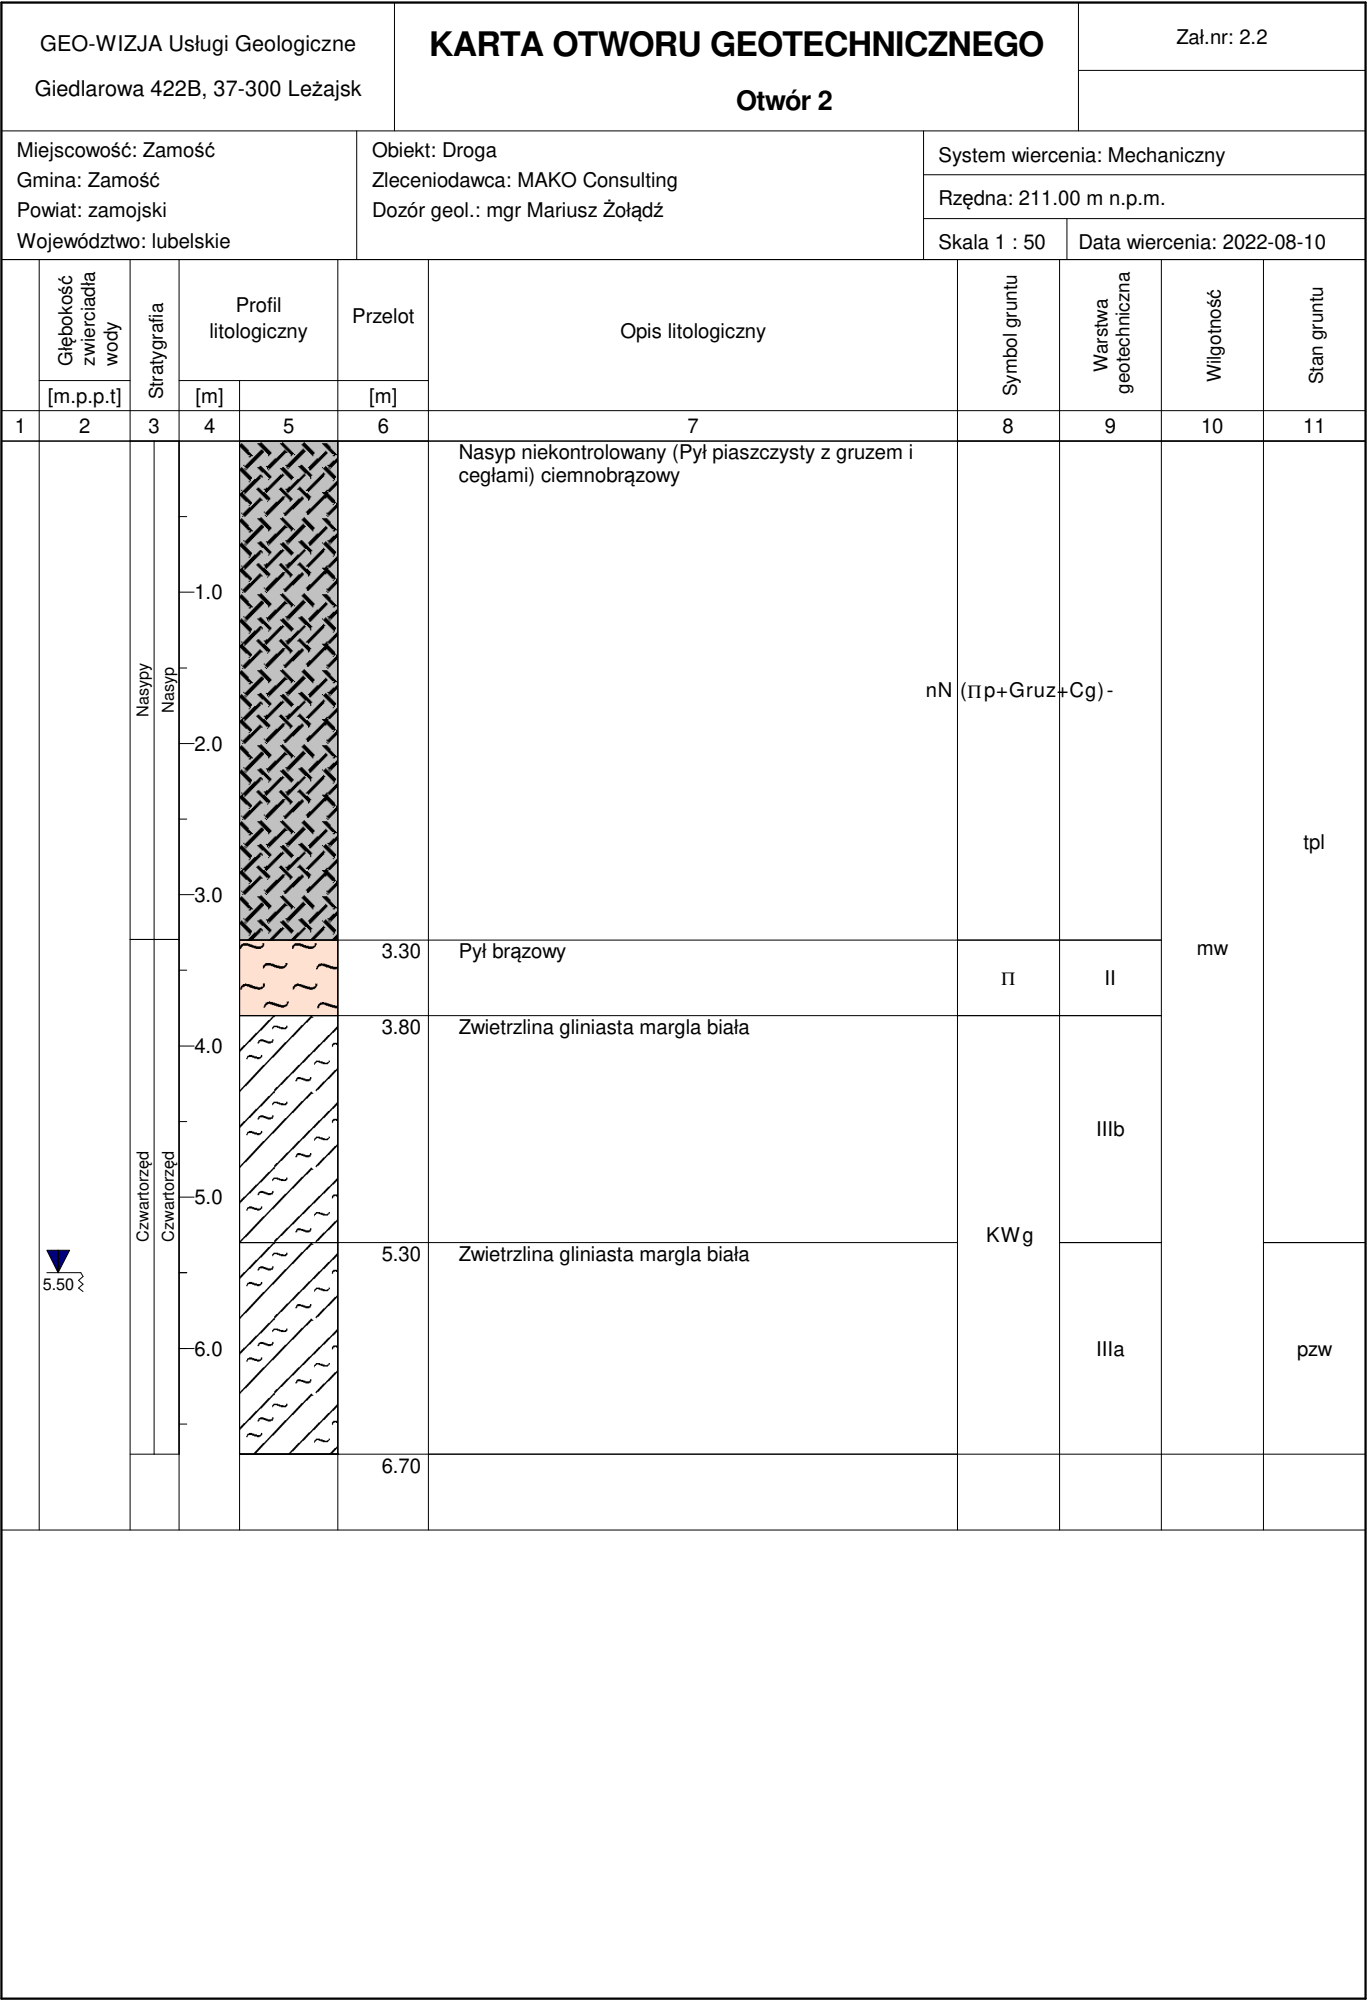 GEO-WIZJA Usługi Geologiczne
Giedlarowa 422B, 37-300 Leżajsk
KARTA OTWORU GEOTECHNICZNEGO
Otwór 2
Zał.nr: 2.2
Miejscowość: Zamość
Gmina: Zamość
Powiat: zamojski
Województwo: lubelskie
Obiekt: Droga
Zleceniodawca: MAKO Consulting
Dozór geol.: mgr Mariusz Żołądź
System wiercenia: Mechaniczny
Rzędna: 211.00 m n.p.m.
Skala 1 : 50
Data wiercenia: 2022-08-10
Głębokość
zwierciadła
wody
[m.p.p.t]
Stratygrafia
Profil
litologiczny
[m]
Przelot
[m]
Opis litologiczny
Symbol gruntu
Warstwa
geotechniczna
Wilgotność
Stan gruntu
1 2 3 4 5 6 7 8 9 10 11
Nasyp niekontrolowany (Pył piaszczysty z gruzem i
cegłami) ciemnobrązowy
1.0
Nasypy
Nasyp
nN (Πp+Gruz+Cg) -
2.0
tpl
3.0
3.30 Pył brązowy
mw
Π II
3.80 Zwietrzlina gliniasta margla biała
4.0
IIIb
Czwartorzęd
Czwartorzęd
5.0
KWg
5.30 Zwietrzlina gliniasta margla biała
5.50
6.0
IIIa
pzw
6.70